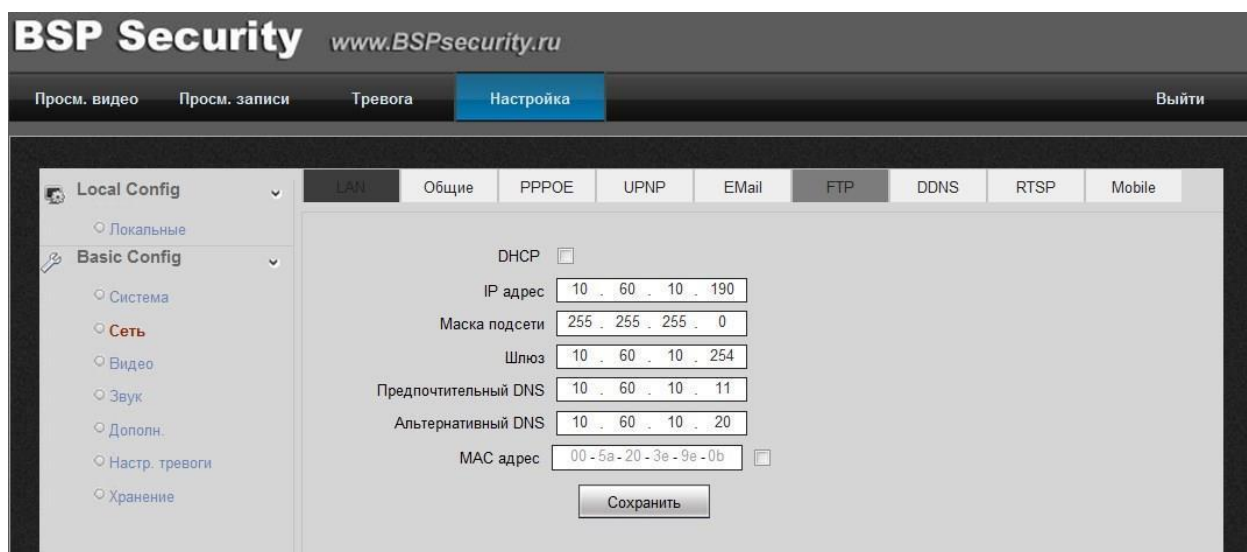 BSP Security www.BSPsecurity.ru
Просм. видео Просм. записи Тревога Настройка Выйти
LAN Общие PPPOE UPNP EMail FTP DDNS RTSP Mobile
Local Config
Локальные
Basic Config
Система
Сеть
Видео
Звук
Дополн.
Настр. тревоги
Хранение
DHCP
IP адрес 10 . 60 . 10 . 190
Маска подсети 255 . 255 . 255 . 0
Шлюз 10 . 60 . 10 . 254
Предпочтительный DNS 10 . 60 . 10 . 11
Альтернативный DNS 10 . 60 . 10 . 20
MAC адрес 00 - 5a - 20 - 3e - 9e - 0b
Сохранить